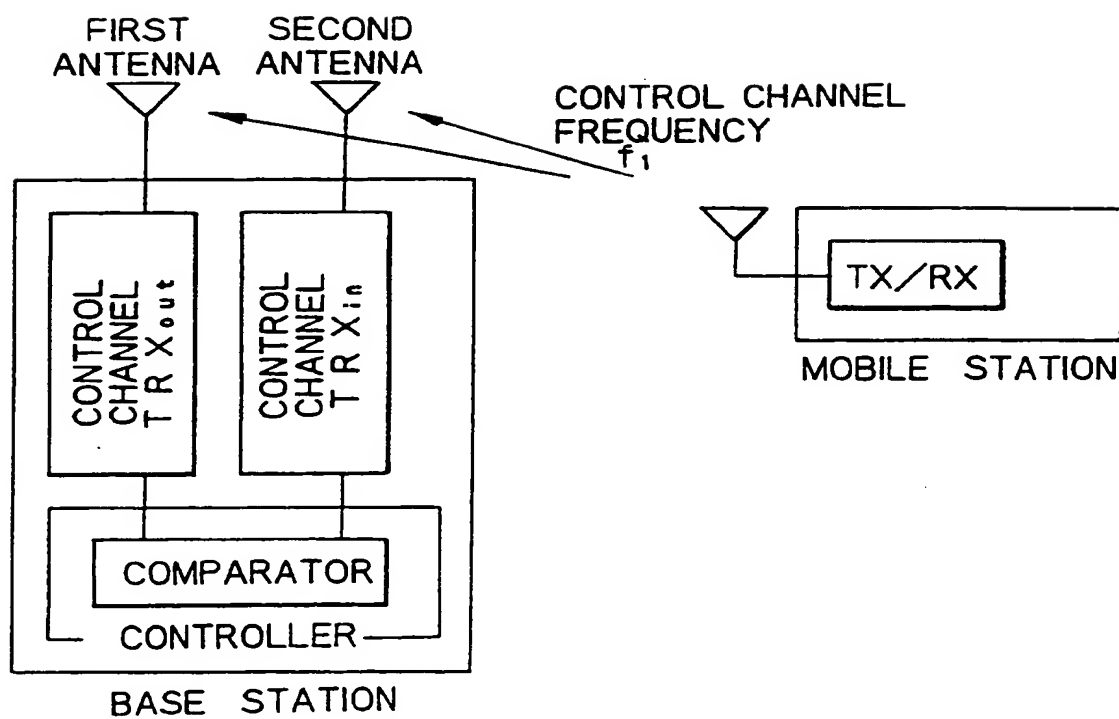 FIRST
ANTENNA
SECOND
ANTENNA
CONTROL CHANNEL
FREQUENCY
f1
CONTROL
CHANNEL
TRXout
CONTROL
CHANNEL
TRXin
TX/RX
MOBILE STATION
COMPARATOR
CONTROLLER
BASE STATION